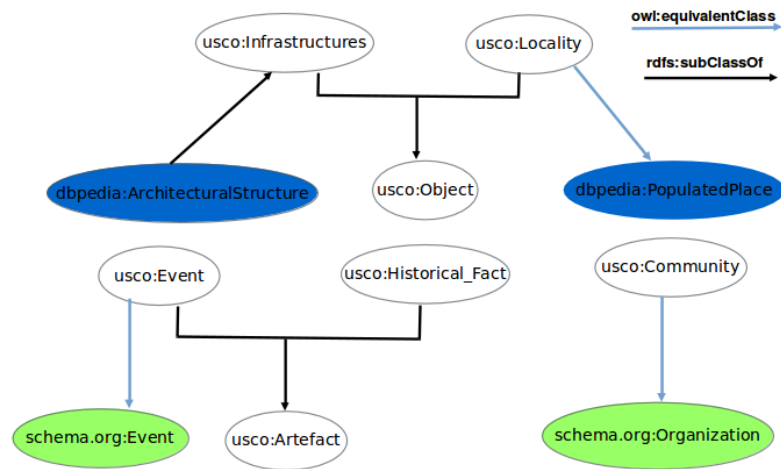 owl:equivalentClass
usco:Infrastructures
usco:Locality
rdfs:subClassOf
dbpedia:ArchitecturalStructure
usco:Object
dbpedia:PopulatedPlace
usco:Event
usco:Historical_Fact
usco:Community
schema.org:Event
usco:Artefact
schema.org:Organization